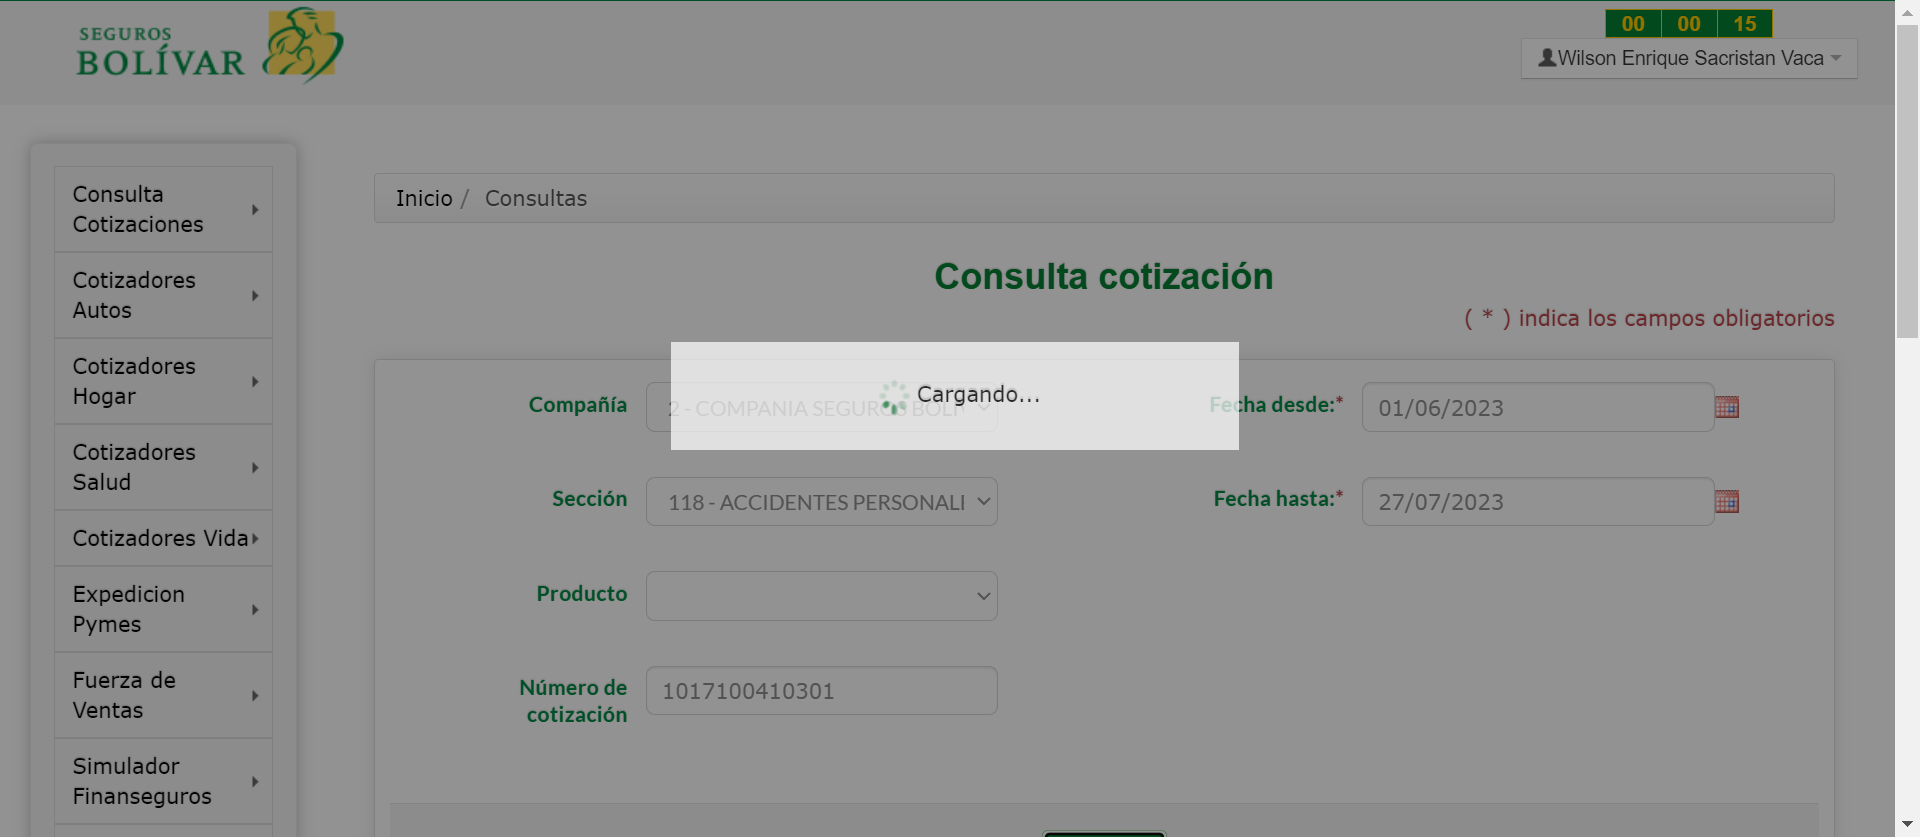 SEGUROS
BOLÍVAR
00 00 15
Wilson Enrique Sacristan Vaca
Consulta
Cotizaciones
Cotizadores
Autos
Cotizadores
Hogar
Cotizadores
Salud
Cotizadores Vida
Expedicion
Pymes
Fuerza de
Ventas
Simulador
Finanseguros
Inicio / Consultas
Consulta cotización
( * ) indica los campos obligatorios
Cargando...
Compañía 2 - COMPANIA SEGUROS BOLI
Fecha desde:* 01/06/2023
Sección 118 - ACCIDENTES PERSONALI
Fecha hasta:* 27/07/2023
Producto
Número de
cotización
1017100410301